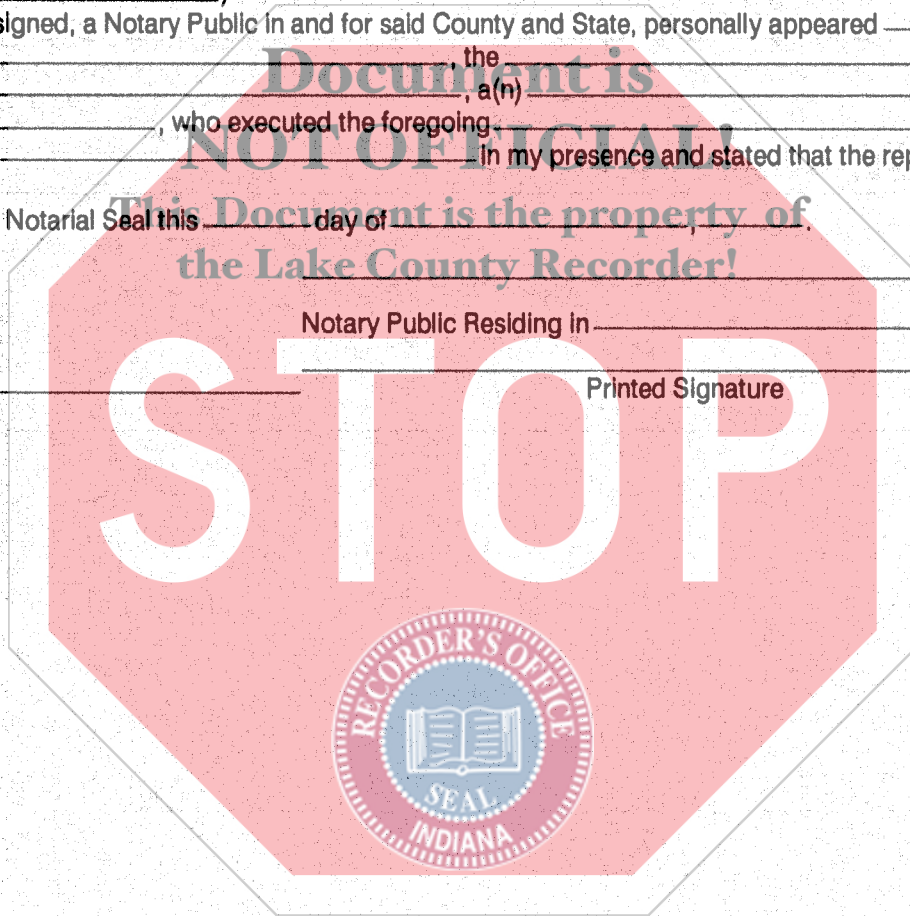 igned, a Notary Public in and for said County and State, personally appeared
, the
Document is
, a(n)
, who executed the foregoing
NOT OFFICIAL!
in my presence and stated that the rep
This Document is the property of
Notarial Seal this day of , .
the Lake County Recorder!
Notary Public Residing in
Printed Signature
STOP
RECORDER'S OFFICE
SEAL
INDIANA